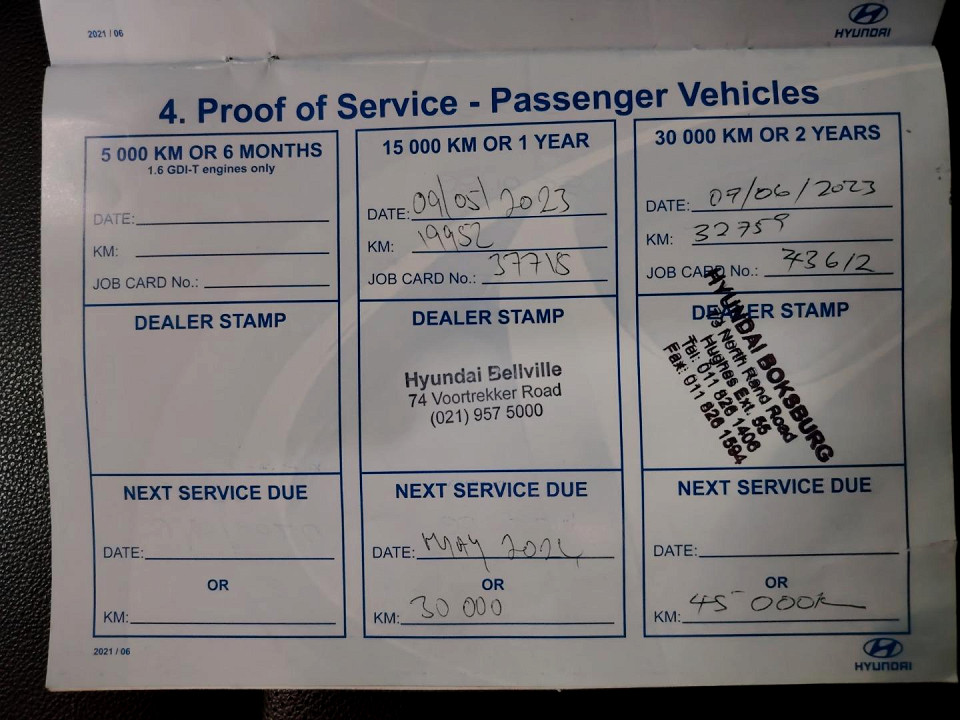 2021 / 06
HYUNDAI
4. Proof of Service - Passenger Vehicles
5 000 KM OR 6 MONTHS
1.6 GDI-T engines only
DATE:
KM:
JOB CARD No.:
DEALER STAMP
NEXT SERVICE DUE
DATE:
OR
KM:
15 000 KM OR 1 YEAR
DATE: 09/05/2023
KM: 19952
JOB CARD No.: 37718
DEALER STAMP
Hyundai Bellville
74 Voortrekker Road
(021) 957 5000
NEXT SERVICE DUE
DATE: MAY 2024
OR
KM: 30 000
30 000 KM OR 2 YEARS
DATE: 07/06/2023
KM: 32759
JOB CARD No.: 43612
DEALER STAMP
HYUNDAI BOKSBURG
North Rand Road
Hughes Ext. 55
Tel: 011 826 1406
Fax: 011 826 1594
NEXT SERVICE DUE
DATE:
OR
KM: 45 000k
2021 / 06
HYUNDAI